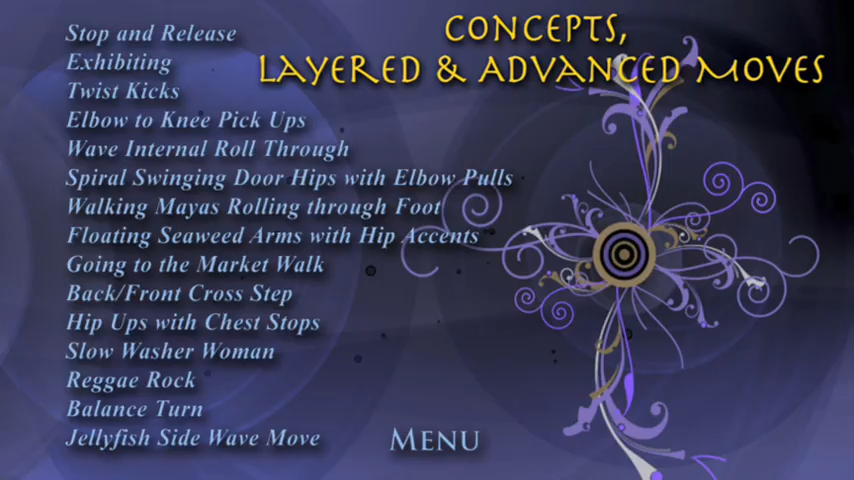 Concepts,
Layered & Advanced Moves
Stop and Release
Exhibiting
Twist Kicks
Elbow to Knee Pick Ups
Wave Internal Roll Through
Spiral Swinging Door Hips with Elbow Pulls
Walking Mayas Rolling through Foot
Floating Seaweed Arms with Hip Accents
Going to the Market Walk
Back/Front Cross Step
Hip Ups with Chest Stops
Slow Washer Woman
Reggae Rock
Balance Turn
Jellyfish Side Wave Move
Menu